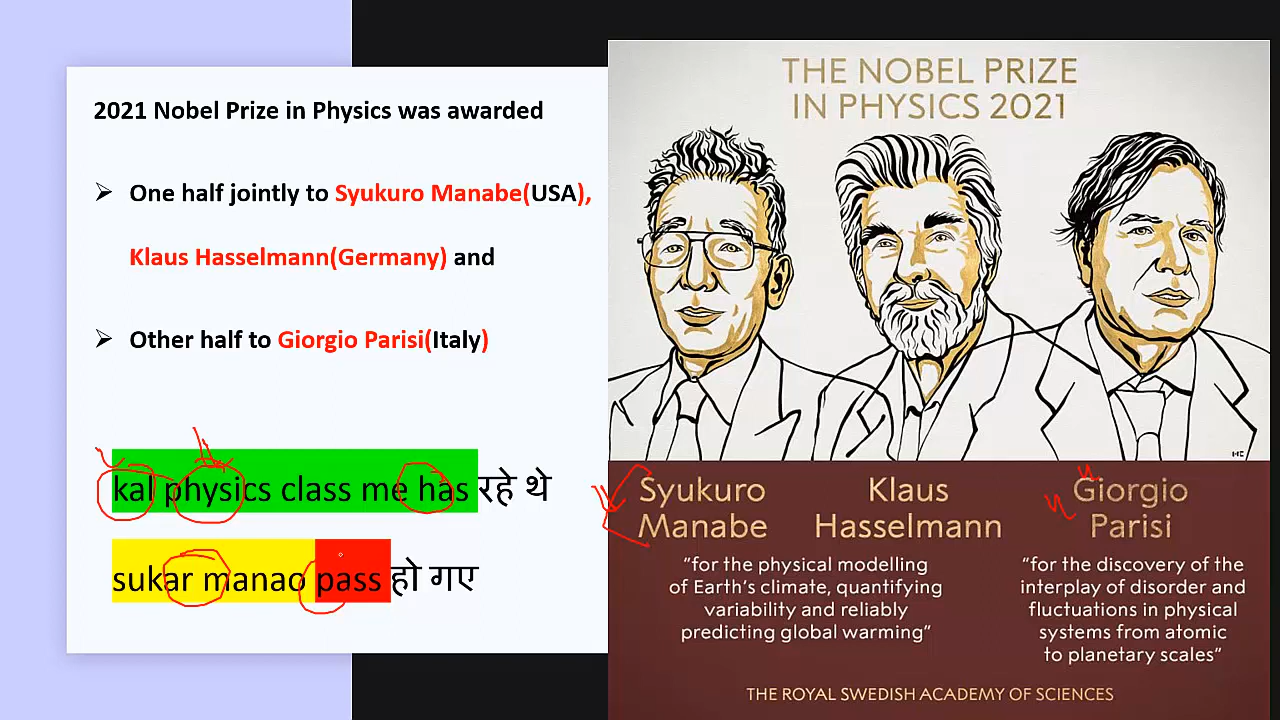 2021 Nobel Prize in Physics was awarded
➢ One half jointly to Syukuro Manabe(USA),
Klaus Hasselmann(Germany) and
➢ Other half to Giorgio Parisi(Italy)
kal physics class me has रहे थे
sukar manao pass हो गए
THE NOBEL PRIZE
IN PHYSICS 2021
Syukuro
Manabe
Klaus
Hasselmann
"for the physical modelling
of Earth's climate, quantifying
variability and reliably
predicting global warming"
Giorgio
Parisi
"for the discovery of the
interplay of disorder and
fluctuations in physical
systems from atomic
to planetary scales"
THE ROYAL SWEDISH ACADEMY OF SCIENCES